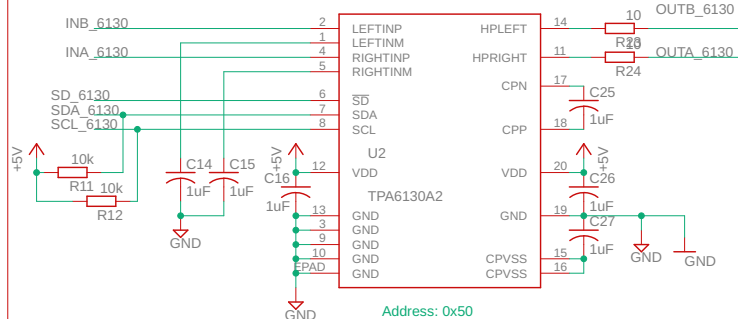 INB_6130
INA_6130
SD_6130
SDA_6130
SCL_6130
+5V
10k
R11
10k
R12
C14
1uF
C15
1uF
GND
+5V
C16
1uF
GND
2 LEFTINP
1 LEFTINM
4 RIGHTINP
5 RIGHTINM
6 SD
7 SDA
8 SCL
12 VDD
13 GND
3 GND
9 GND
10 GND
EPAD GND
U2
TPA6130A2
HPLEFT 14
HPRIGHT 11
CPN 17
CPP 18
VDD 20
GND 19
CPVSS 15
CPVSS 16
10
R23
OUTB_6130
10
R24
OUTA_6130
C25
1uF
+5V
C26
1uF
C27
1uF
GND
GND
Address: 0x50